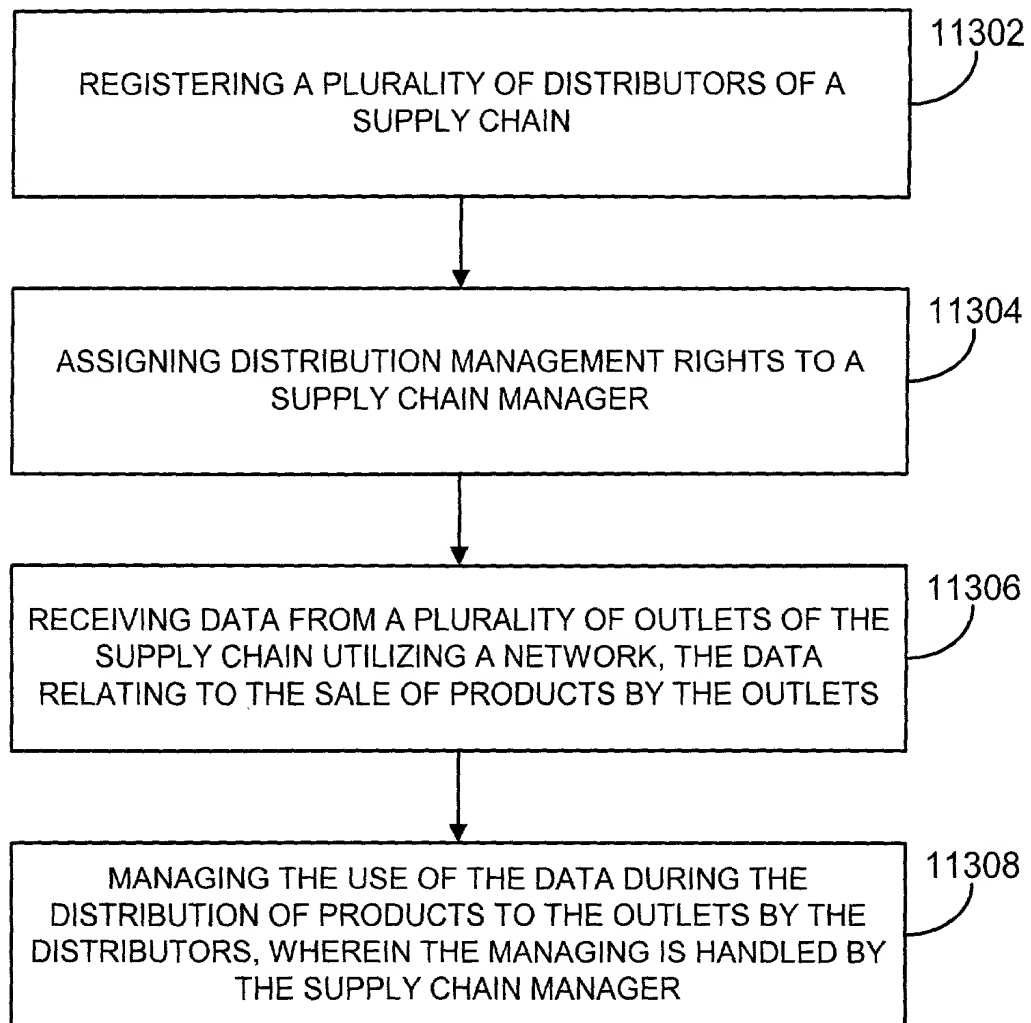 11302
REGISTERING A PLURALITY OF DISTRIBUTORS OF A
SUPPLY CHAIN
11304
ASSIGNING DISTRIBUTION MANAGEMENT RIGHTS TO A
SUPPLY CHAIN MANAGER
11306
RECEIVING DATA FROM A PLURALITY OF OUTLETS OF THE
SUPPLY CHAIN UTILIZING A NETWORK, THE DATA
RELATING TO THE SALE OF PRODUCTS BY THE OUTLETS
11308
MANAGING THE USE OF THE DATA DURING THE
DISTRIBUTION OF PRODUCTS TO THE OUTLETS BY THE
DISTRIBUTORS, WHEREIN THE MANAGING IS HANDLED BY
THE SUPPLY CHAIN MANAGER